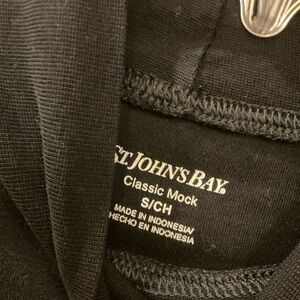 ST. JOHN'S BAY®
Classic Mock
S/CH
MADE IN INDONESIA/
HECHO EN INDONESIA